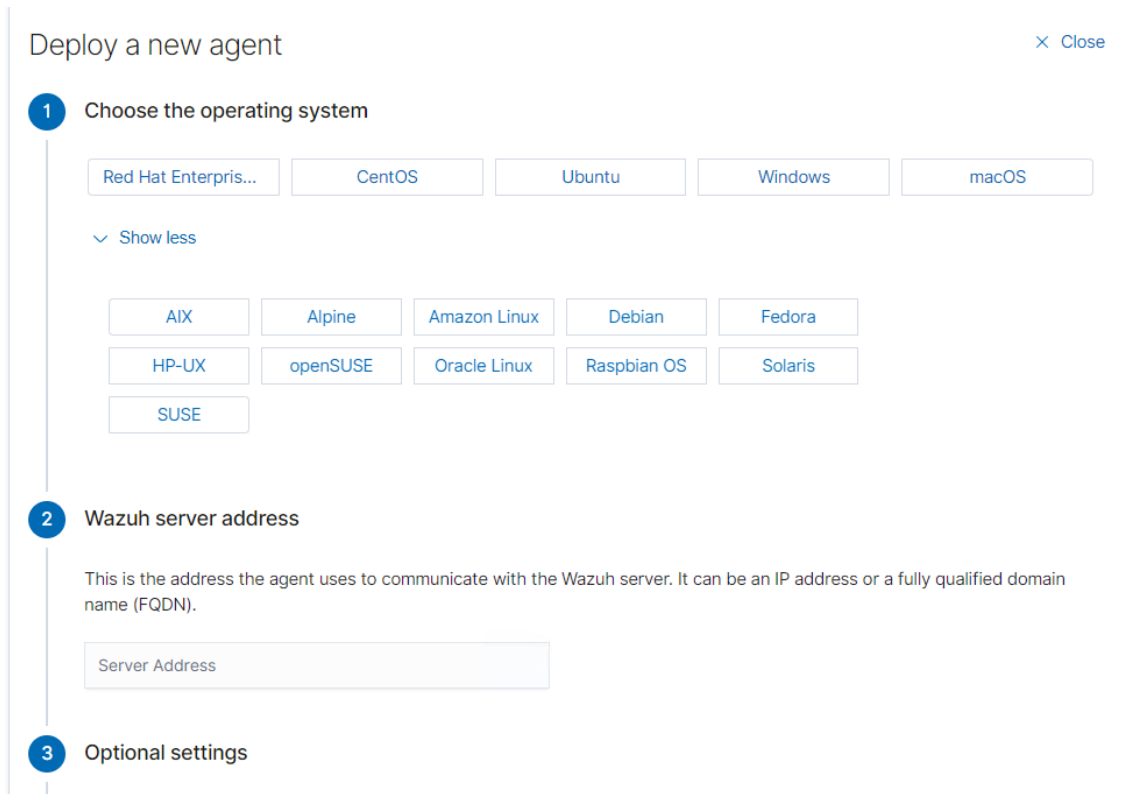 Deploy a new agent
× Close
1 Choose the operating system
Red Hat Enterpris... CentOS Ubuntu Windows macOS
Show less
AIX Alpine Amazon Linux Debian Fedora
HP-UX openSUSE Oracle Linux Raspbian OS Solaris
SUSE
2 Wazuh server address
This is the address the agent uses to communicate with the Wazuh server. It can be an IP address or a fully qualified domain
name (FQDN).
Server Address
3 Optional settings